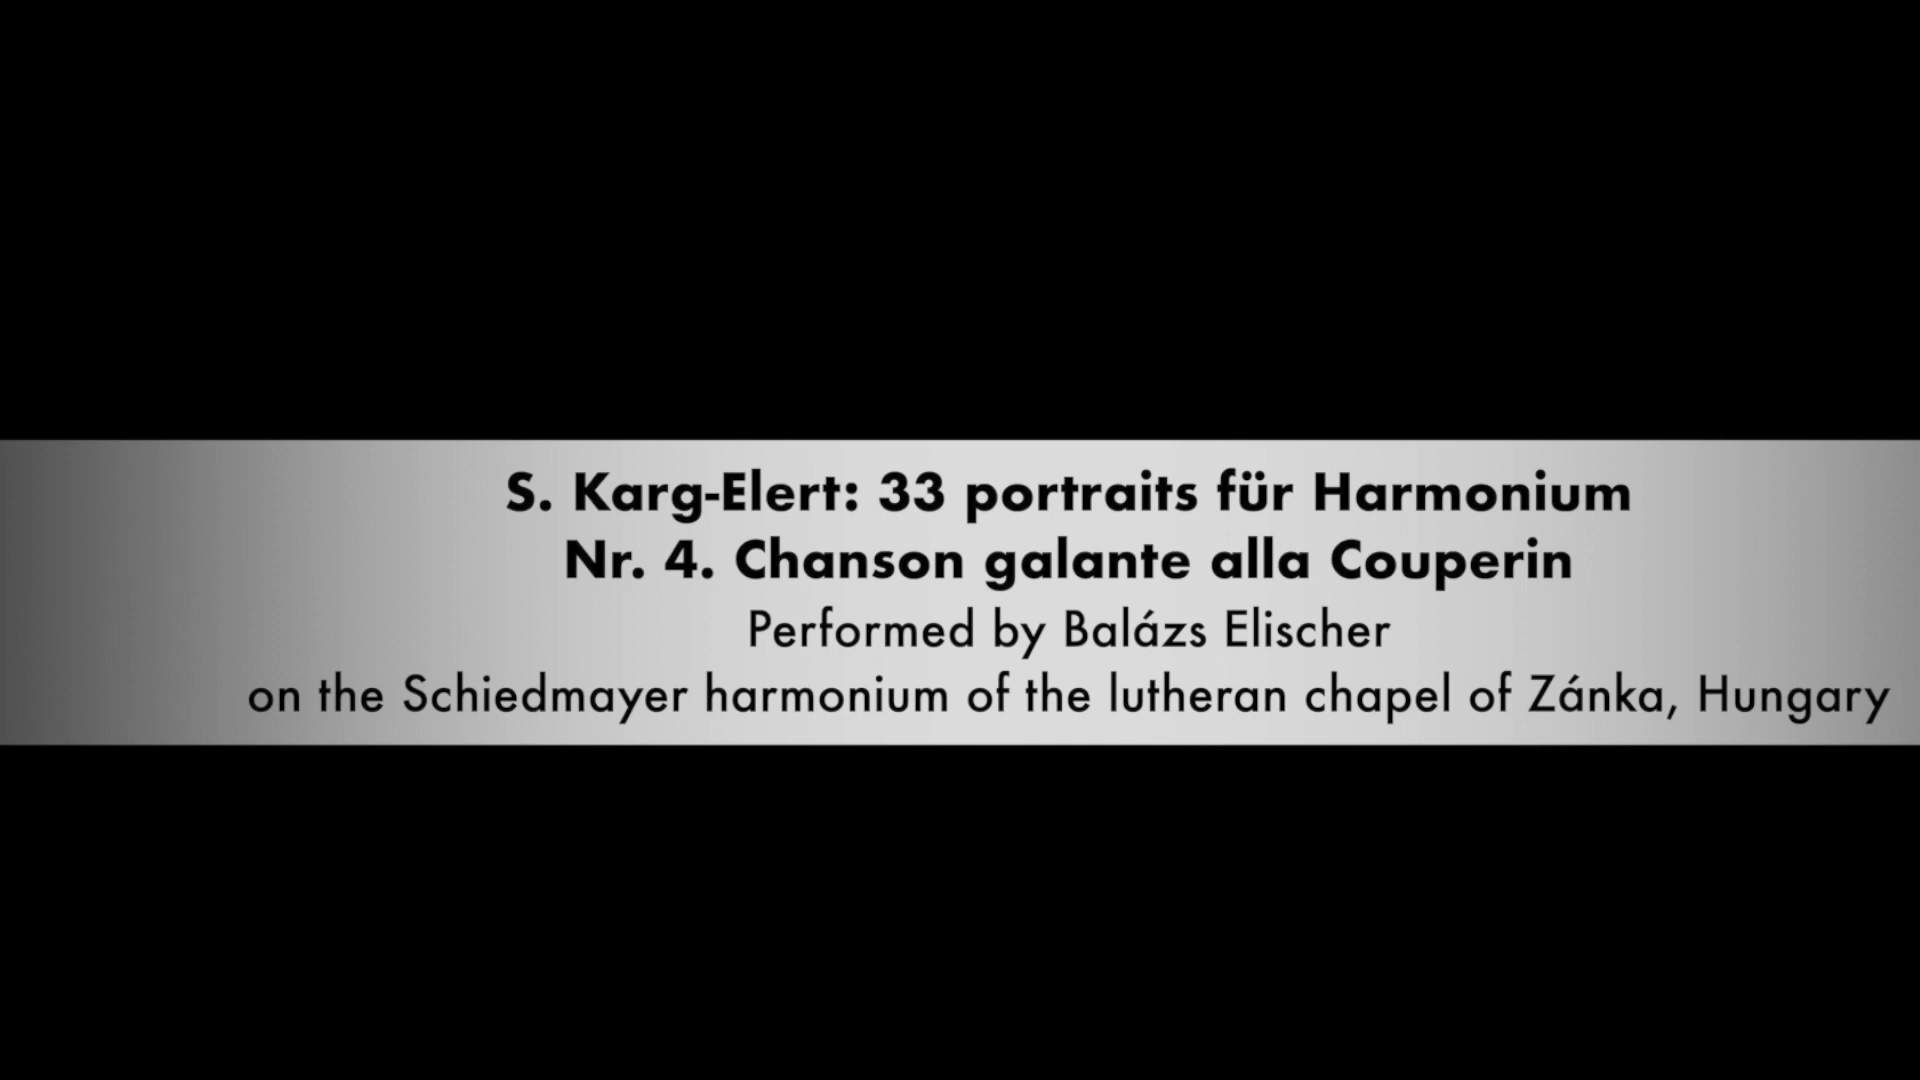 S. Karg-Elert: 33 portraits für Harmonium
Nr. 4. Chanson galante alla Couperin
Performed by Balázs Elischer
on the Schiedmayer harmonium of the lutheran chapel of Zánka, Hungary